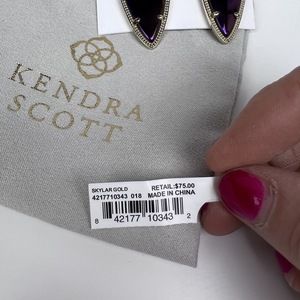 KENDRA
SCOTT
SKYLAR GOLD RETAIL:$75.00
4217710343 018 MADE IN CHINA
8 42177 10343 2